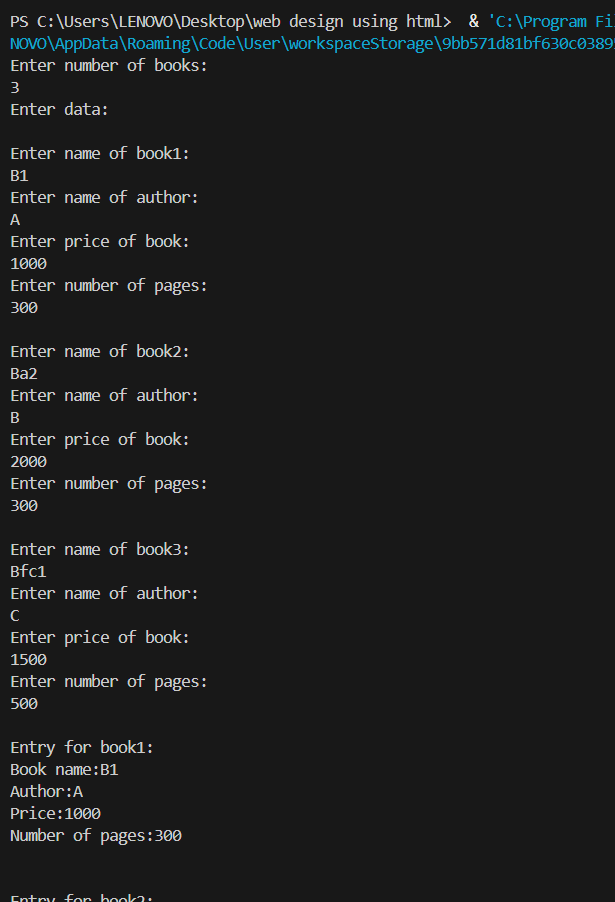 PS C:\Users\LENOVO\Desktop\web design using html>  & 'C:\Program Fi
NOVO\AppData\Roaming\Code\User\workspaceStorage\9bb571d81bf630c0389
Enter number of books:
3
Enter data:
Enter name of book1:
B1
Enter name of author:
A
Enter price of book:
1000
Enter number of pages:
300
Enter name of book2:
Ba2
Enter name of author:
B
Enter price of book:
2000
Enter number of pages:
300
Enter name of book3:
Bfc1
Enter name of author:
C
Enter price of book:
1500
Enter number of pages:
500
Entry for book1:
Book name:B1
Author:A
Price:1000
Number of pages:300
Entry for book2: